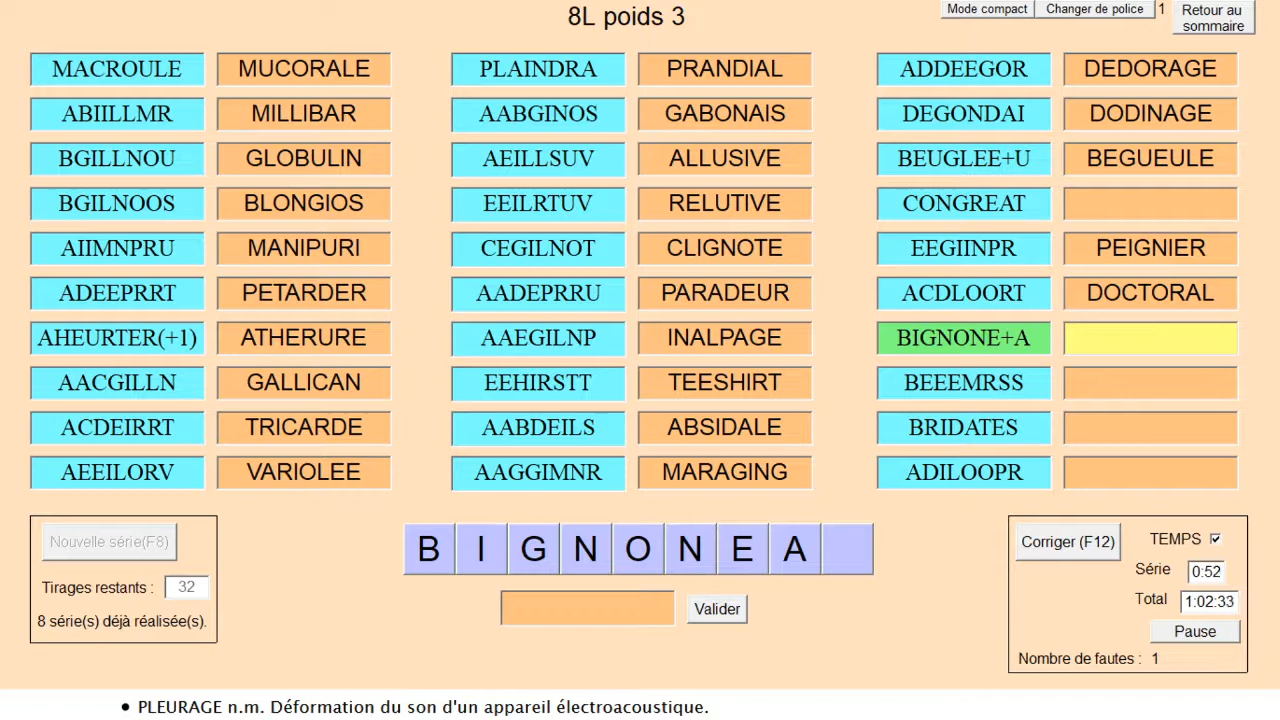 8L poids 3
Mode compact Changer de police 1 Retour au sommaire
MACROULE MUCORALE PLAINDRA PRANDIAL ADDEEGOR DEDORAGE
ABIILLMR MILLIBAR AABGINOS GABONAIS DEGONDAI DODINAGE
BGILLNOU GLOBULIN AEILLSUV ALLUSIVE BEUGLEE+U BEGUEULE
BGILNOOS BLONGIOS EEILRTUV RELUTIVE CONGREAT
AIIMNPRU MANIPURI CEGILNOT CLIGNOTE EEGIINPR PEIGNIER
ADEEPRRT PETARDER AADEPRRU PARADEUR ACDLOORT DOCTORAL
AHEURTER(+1) ATHERURE AAEGILNP INALPAGE BIGNONE+A
AACGILLN GALLICAN EEHIRSTT TEESHIRT BEEEMRSS
ACDEIRRT TRICARDE AABDEILS ABSIDALE BRIDATES
AEEILORV VARIOLEE AAGGIMNR MARAGING ADILOOPR
Nouvelle série(F8)
Tirages restants : 32
8 série(s) déjà réalisée(s).
B I G N O N E A
Valider
Corriger (F12) TEMPS
Série 0:52
Total 1:02:33
Pause
Nombre de fautes : 1
• PLEURAGE n.m. Déformation du son d'un appareil électroacoustique.